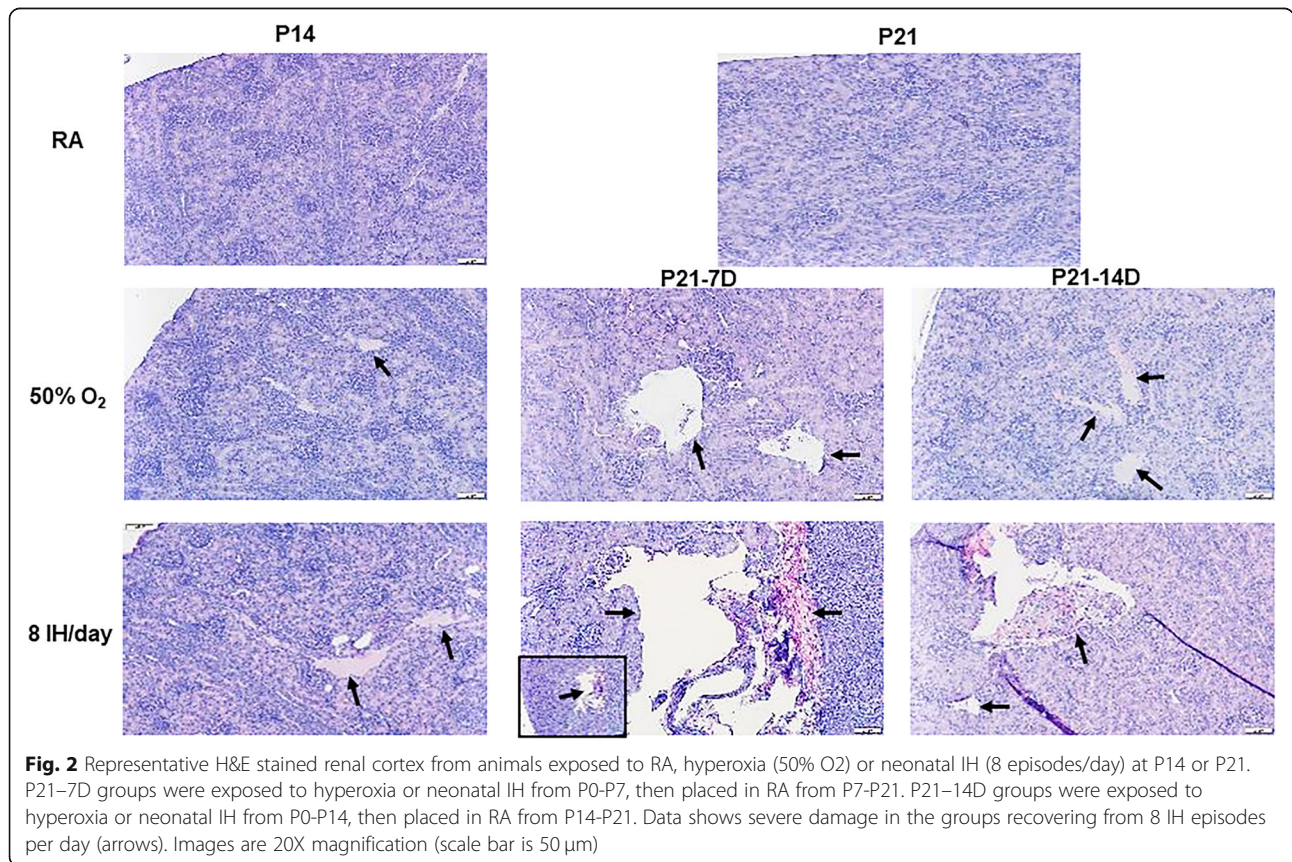 P14
P21
RA
P21-7D
P21-14D
50% O₂
8 IH/day
Fig. 2 Representative H&E stained renal cortex from animals exposed to RA, hyperoxia (50% O2) or neonatal IH (8 episodes/day) at P14 or P21.
P21–7D groups were exposed to hyperoxia or neonatal IH from P0-P7, then placed in RA from P7-P21. P21–14D groups were exposed to
hyperoxia or neonatal IH from P0-P14, then placed in RA from P14-P21. Data shows severe damage in the groups recovering from 8 IH episodes
per day (arrows). Images are 20X magnification (scale bar is 50 μm)